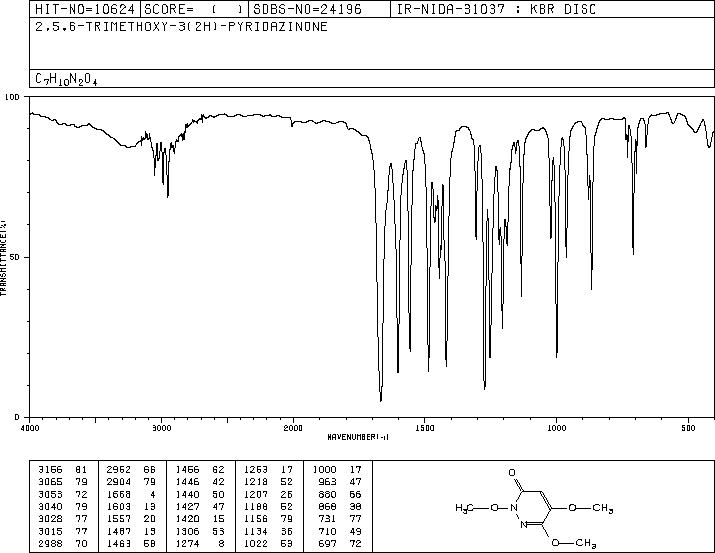 HIT-NO=10624 SCORE= ( ) SDBS-NO=24196 IR-NIDA-31037 : KBR DISC
2,5,6-TRIMETHOXY-3(2H)-PYRIDAZINONE
C7H10N2O4
100
50
0
TRANSMITTANCE(%)
4000 3000 2000 1500 1000 500
WAVENUMBER(-1)
3166 81 2952 66 1456 62 1253 17 1000 17
3065 79 2904 79 1446 42 1218 52 963 47
3053 72 1668 4 1440 50 1207 26 880 66
3040 79 1603 13 1427 47 1188 52 868 38
3028 77 1557 20 1420 15 1156 79 731 77
3015 77 1487 13 1306 53 1134 36 710 49
2988 70 1463 58 1274 8 1022 53 697 72
O
H3C O N O CH3
N
O CH3